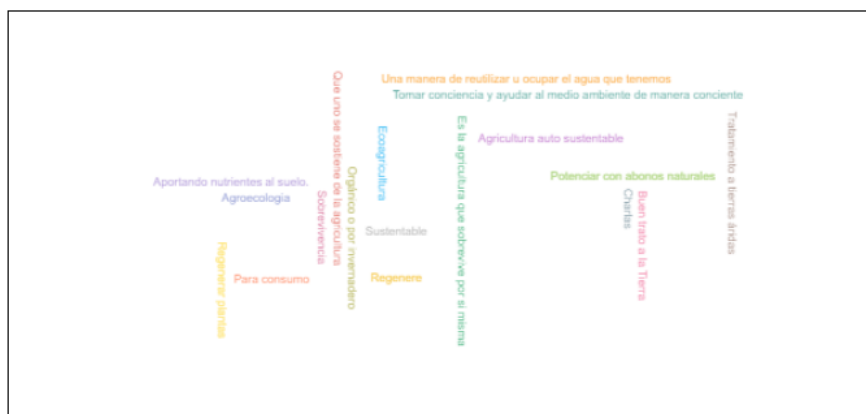 Una manera de reutilizar u ocupar el agua que tenemos
Tomar conciencia y ayudar al medio ambiente de manera conciente
Que uno se sostiene de la agricultura
Ecoagricultura
Es la agricultura que sobrevive por si misma
Agricultura auto sustentable
Tratamiento a tierras áridas
Orgánico o por invernadero
Potenciar con abonos naturales
Aportando nutrientes al suelo.
Agroecologia
Sobrevivencia
Charlas
Buen trato a la Tierra
Sustentable
Regenerar plantas
Para consumo
Regenere